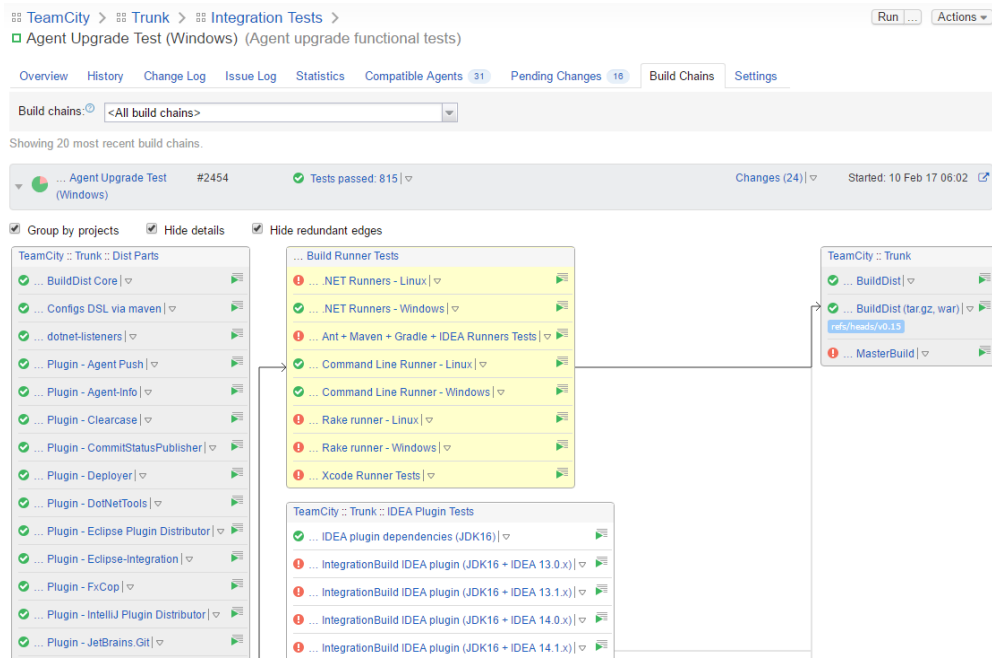 TeamCity > Trunk > Integration Tests >
Run ... Actions
Agent Upgrade Test (Windows) (Agent upgrade functional tests)
Overview History Change Log Issue Log Statistics Compatible Agents 31 Pending Changes 16 Build Chains Settings
Build chains: ? <All build chains>
Showing 20 most recent build chains.
... Agent Upgrade Test (Windows) #2454 Tests passed: 815 Changes (24) Started: 10 Feb 17 06:02
Group by projects Hide details Hide redundant edges
TeamCity :: Trunk :: Dist Parts
... BuildDist Core
... Configs DSL via maven
... dotnet-listeners
... Plugin - Agent Push
... Plugin - Agent-Info
... Plugin - Clearcase
... Plugin - CommitStatusPublisher
... Plugin - Deployer
... Plugin - DotNetTools
... Plugin - Eclipse Plugin Distributor
... Plugin - Eclipse-Integration
... Plugin - FxCop
... Plugin - IntelliJ Plugin Distributor
... Plugin - JetBrains.Git
... Build Runner Tests
... .NET Runners - Linux
... .NET Runners - Windows
... Ant + Maven + Gradle + IDEA Runners Tests
... Command Line Runner - Linux
... Command Line Runner - Windows
... Rake runner - Linux
... Rake runner - Windows
... Xcode Runner Tests
TeamCity :: Trunk :: IDEA Plugin Tests
... IDEA plugin dependencies (JDK16)
... IntegrationBuild IDEA plugin (JDK16 + IDEA 13.0.x)
... IntegrationBuild IDEA plugin (JDK16 + IDEA 13.1.x)
... IntegrationBuild IDEA plugin (JDK16 + IDEA 14.0.x)
... IntegrationBuild IDEA plugin (JDK16 + IDEA 14.1.x)
TeamCity :: Trunk
... BuildDist
... BuildDist (tar.gz, war)
refs/heads/v0.15
... MasterBuild